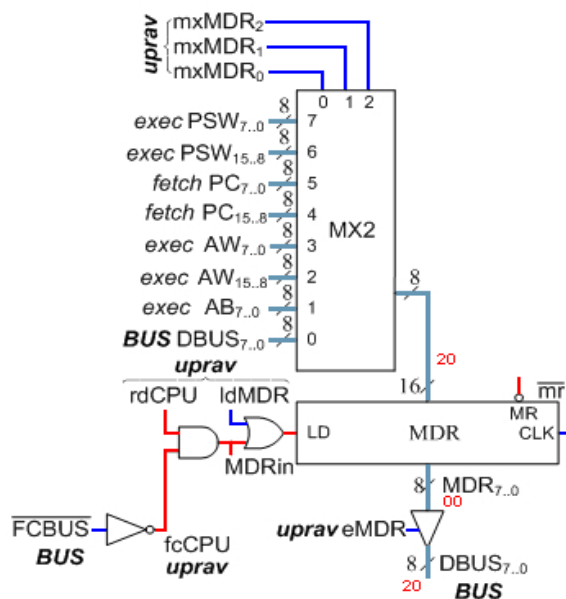 uprav
mxMDR2
mxMDR1
mxMDR0
0 1 2
exec PSW7..0 8 7
exec PSW15..8 8 6
fetch PC7..0 8 5
fetch PC15..8 8 4
exec AW7..0 8 3
exec AW15..8 8 2
exec AB7..0 8 1
BUS DBUS7..0 8 0
MX2
8
uprav
20
rdCPU ldMDR
16
mr
MR
LD MDR CLK
MDRin
8 MDR7..0
00
FCBUS
uprav eMDR
BUS
fcCPU
uprav
8 DBUS7..0
20
BUS